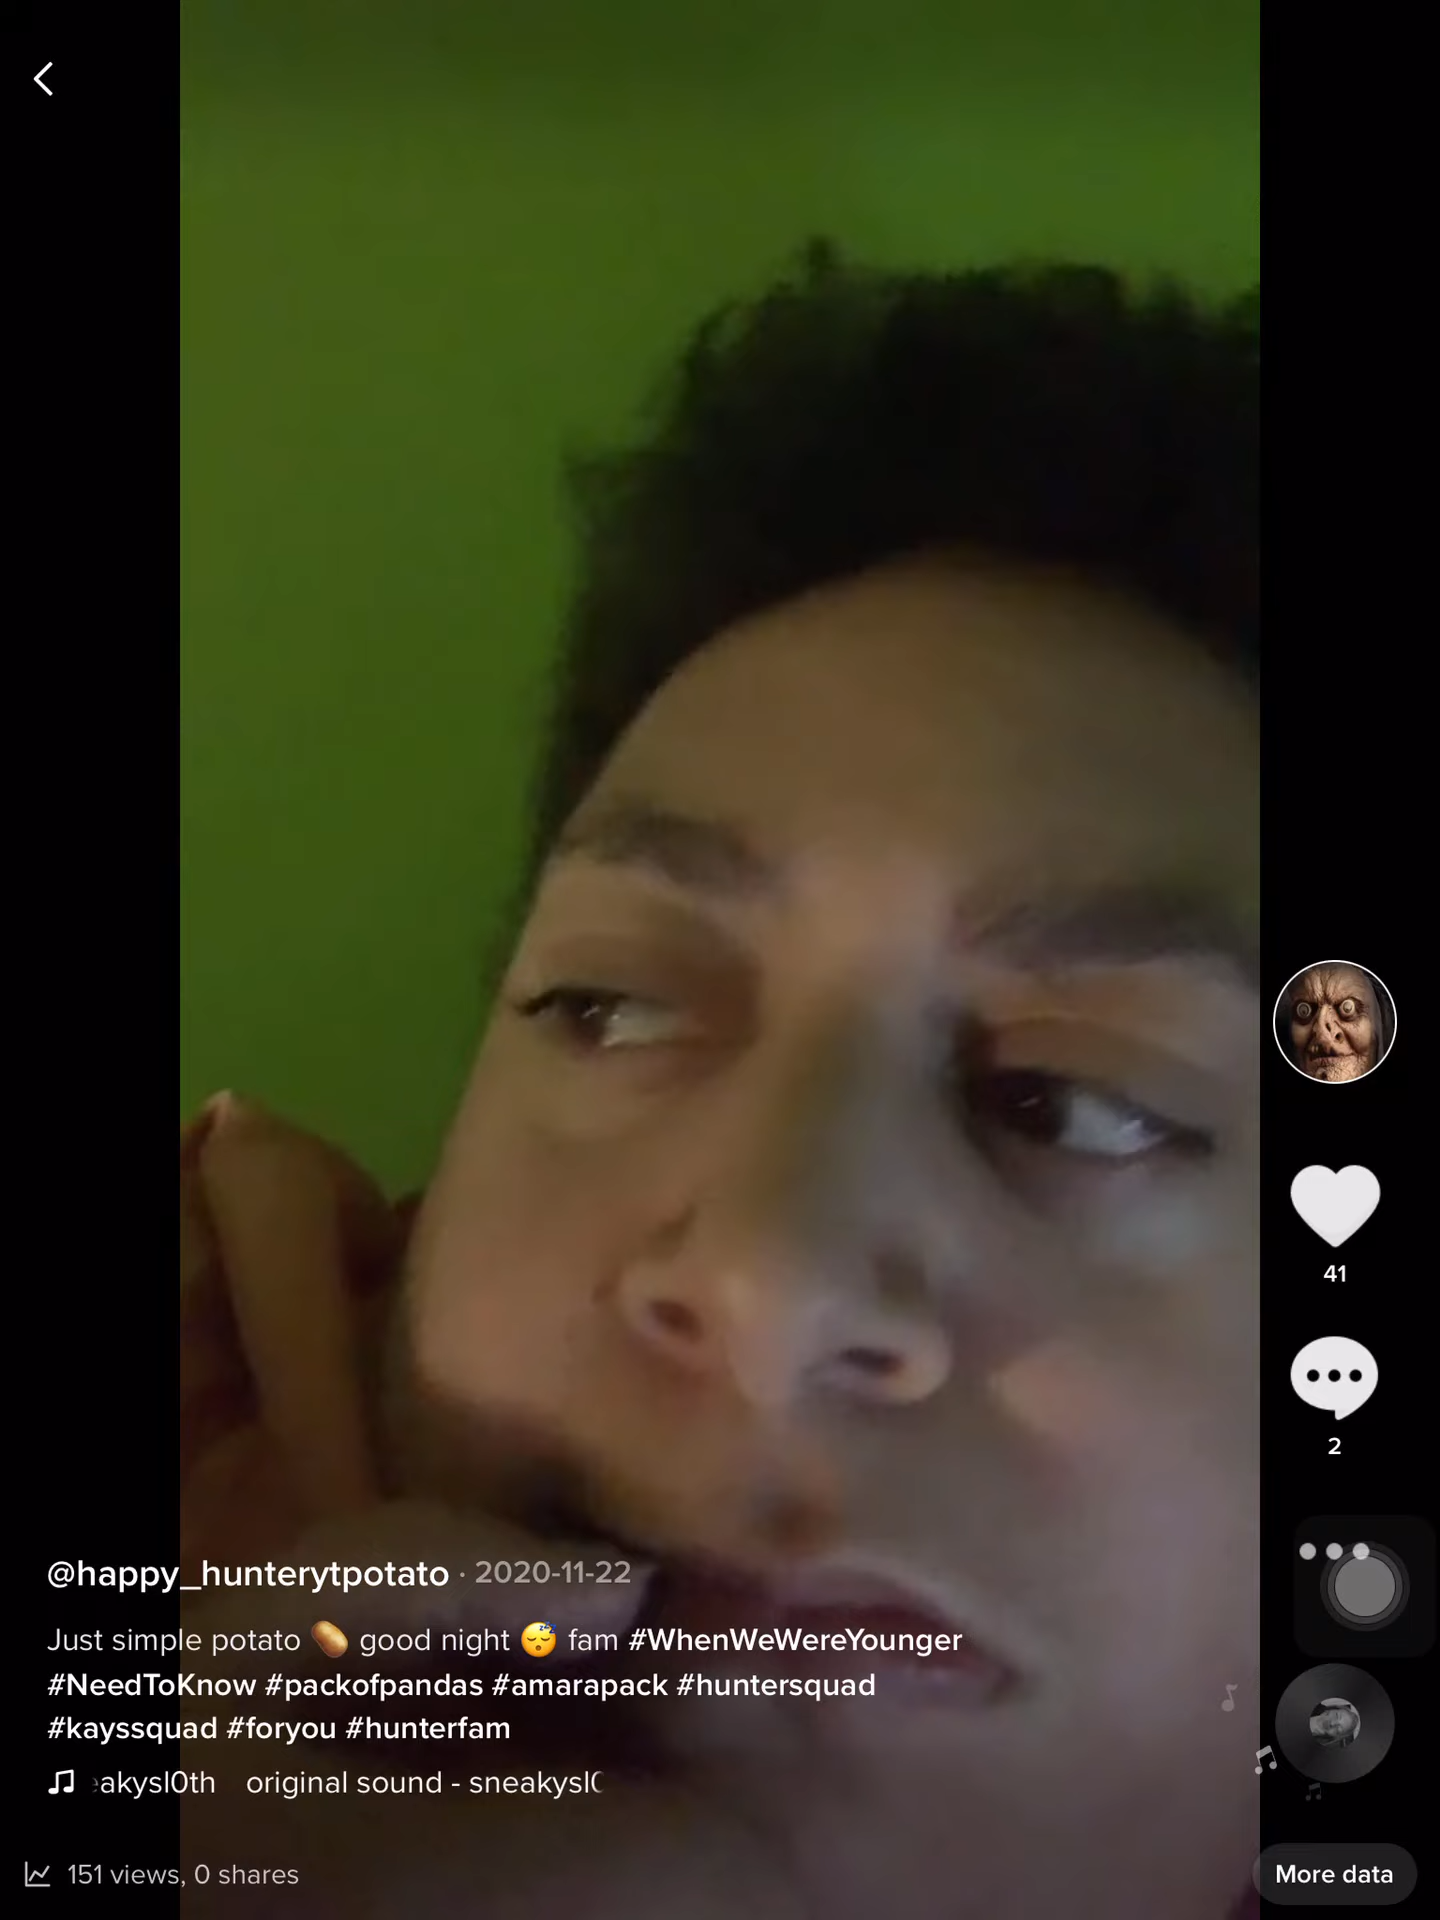 41
2
@happy_hunterytpotato · 2020-11-22
Just simple potato 🥔 good night 😴 fam #WhenWeWereYounger
#NeedToKnow #packofpandas #amarapack #huntersquad
#kayssquad #foryou #hunterfam
akysl0th original sound - sneakysl
151 views, 0 shares
More data